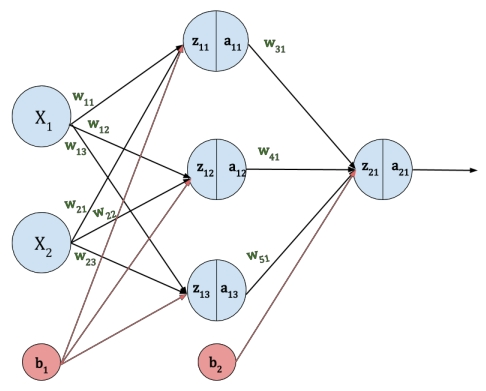 z₁₁ a₁₁
w₃₁
w₁₁
X₁
w₁₂
w₁₃
w₄₁
z₁₂ a₁₂
z₂₁ a₂₁
w₂₁
w₂₂
X₂
w₂₃
w₅₁
z₁₃ a₁₃
b₁
b₂